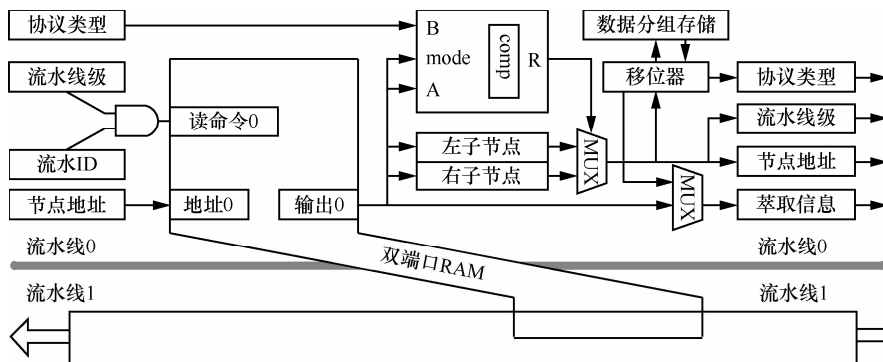 协议类型
B
数据分组存储
流水线级
mode
comp
R
移位器
协议类型
A
读命令0
流水线级
左子节点
MUX
流水ID
右子节点
节点地址
MUX
节点地址
地址0
输出0
萃取信息
流水线0
双端口RAM
流水线0
流水线1
流水线1